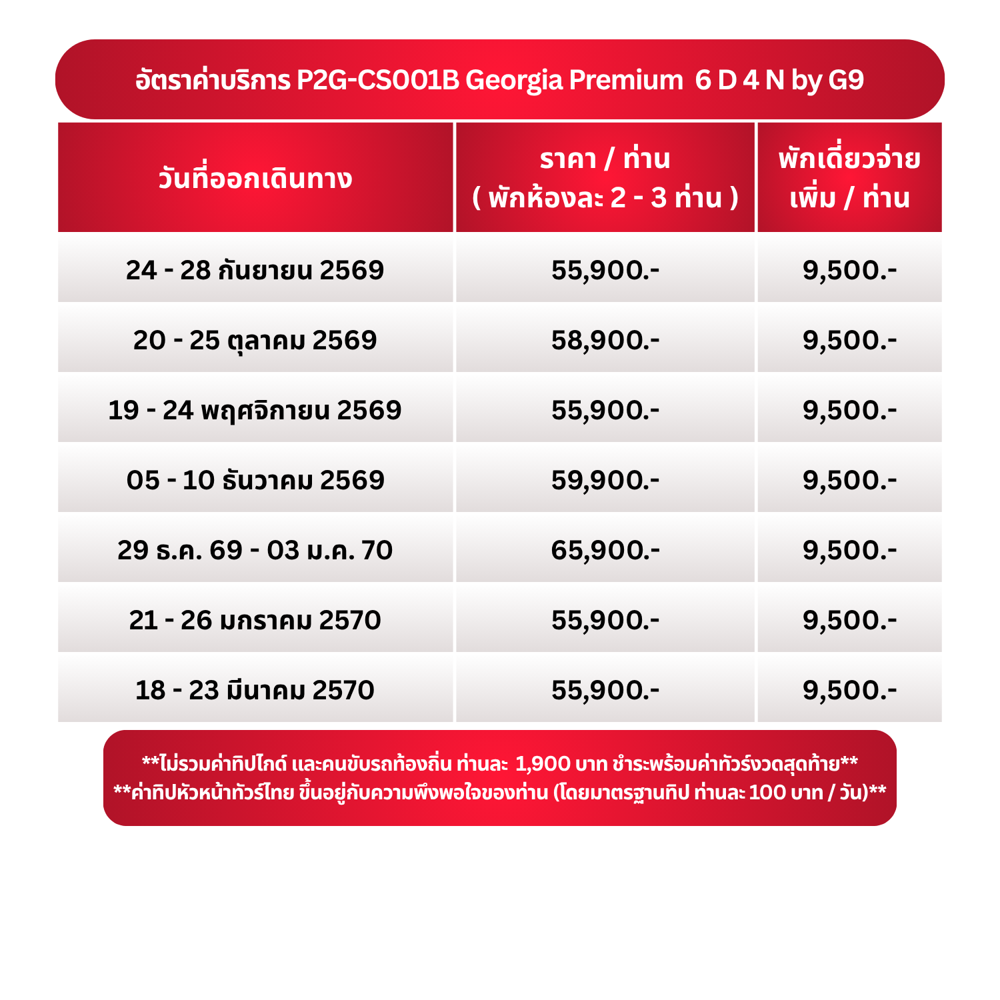 อัตราค่าบริการ P2G-CS001B Georgia Premium 6 D 4 N by G9
วันที่ออกเดินทาง
ราคา / ท่าน
( พักห้องละ 2 - 3 ท่าน )
พักเดี่ยวจ่าย
เพิ่ม / ท่าน
24 - 28 กันยายน 2569 55,900.- 9,500.-
20 - 25 ตุลาคม 2569 58,900.- 9,500.-
19 - 24 พฤศจิกายน 2569 55,900.- 9,500.-
05 - 10 ธันวาคม 2569 59,900.- 9,500.-
29 ธ.ค. 69 - 03 ม.ค. 70 65,900.- 9,500.-
21 - 26 มกราคม 2570 55,900.- 9,500.-
18 - 23 มีนาคม 2570 55,900.- 9,500.-
**ไม่รวมค่าทิปไกด์ และคนขับรถท้องถิ่น ท่านละ 1,900 บาท ชำระพร้อมค่าทัวร์งวดสุดท้าย**
**ค่าทิปหัวหน้าทัวร์ไทย ขึ้นอยู่กับความพึงพอใจของท่าน (โดยมาตรฐานทิป ท่านละ 100 บาท / วัน)**